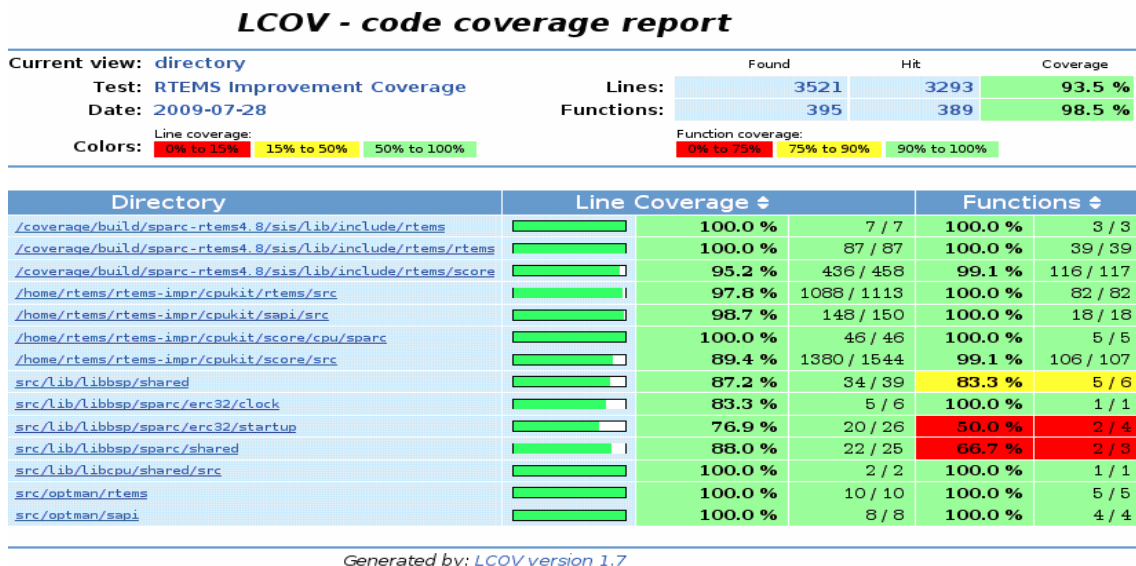 LCOV - code coverage report
Current view: directory
Found Hit Coverage
Test: RTEMS Improvement Coverage Lines: 3521 3293 93.5 %
Date: 2009-07-28 Functions: 395 389 98.5 %
Colors: Line coverage: 0% to 15% 15% to 50% 50% to 100% Function coverage: 0% to 75% 75% to 90% 90% to 100%
Directory Line Coverage Functions
/coverage/build/sparc-rtems4.8/sis/lib/include/rtems 100.0 % 7 / 7 100.0 % 3 / 3
/coverage/build/sparc-rtems4.8/sis/lib/include/rtems/rtems 100.0 % 87 / 87 100.0 % 39 / 39
/coverage/build/sparc-rtems4.8/sis/lib/include/rtems/score 95.2 % 436 / 458 99.1 % 116 / 117
/home/rtems/rtems-impr/cpukit/rtems/src 97.8 % 1088 / 1113 100.0 % 82 / 82
/home/rtems/rtems-impr/cpukit/sapi/src 98.7 % 148 / 150 100.0 % 18 / 18
/home/rtems/rtems-impr/cpukit/score/cpu/sparc 100.0 % 46 / 46 100.0 % 5 / 5
/home/rtems/rtems-impr/cpukit/score/src 89.4 % 1380 / 1544 99.1 % 106 / 107
src/lib/libbsp/shared 87.2 % 34 / 39 83.3 % 5 / 6
src/lib/libbsp/sparc/erc32/clock 83.3 % 5 / 6 100.0 % 1 / 1
src/lib/libbsp/sparc/erc32/startup 76.9 % 20 / 26 50.0 % 2 / 4
src/lib/libbsp/sparc/shared 88.0 % 22 / 25 66.7 % 2 / 3
src/lib/libcpu/shared/src 100.0 % 2 / 2 100.0 % 1 / 1
src/optman/rtems 100.0 % 10 / 10 100.0 % 5 / 5
src/optman/sapi 100.0 % 8 / 8 100.0 % 4 / 4
Generated by: LCOV version 1.7